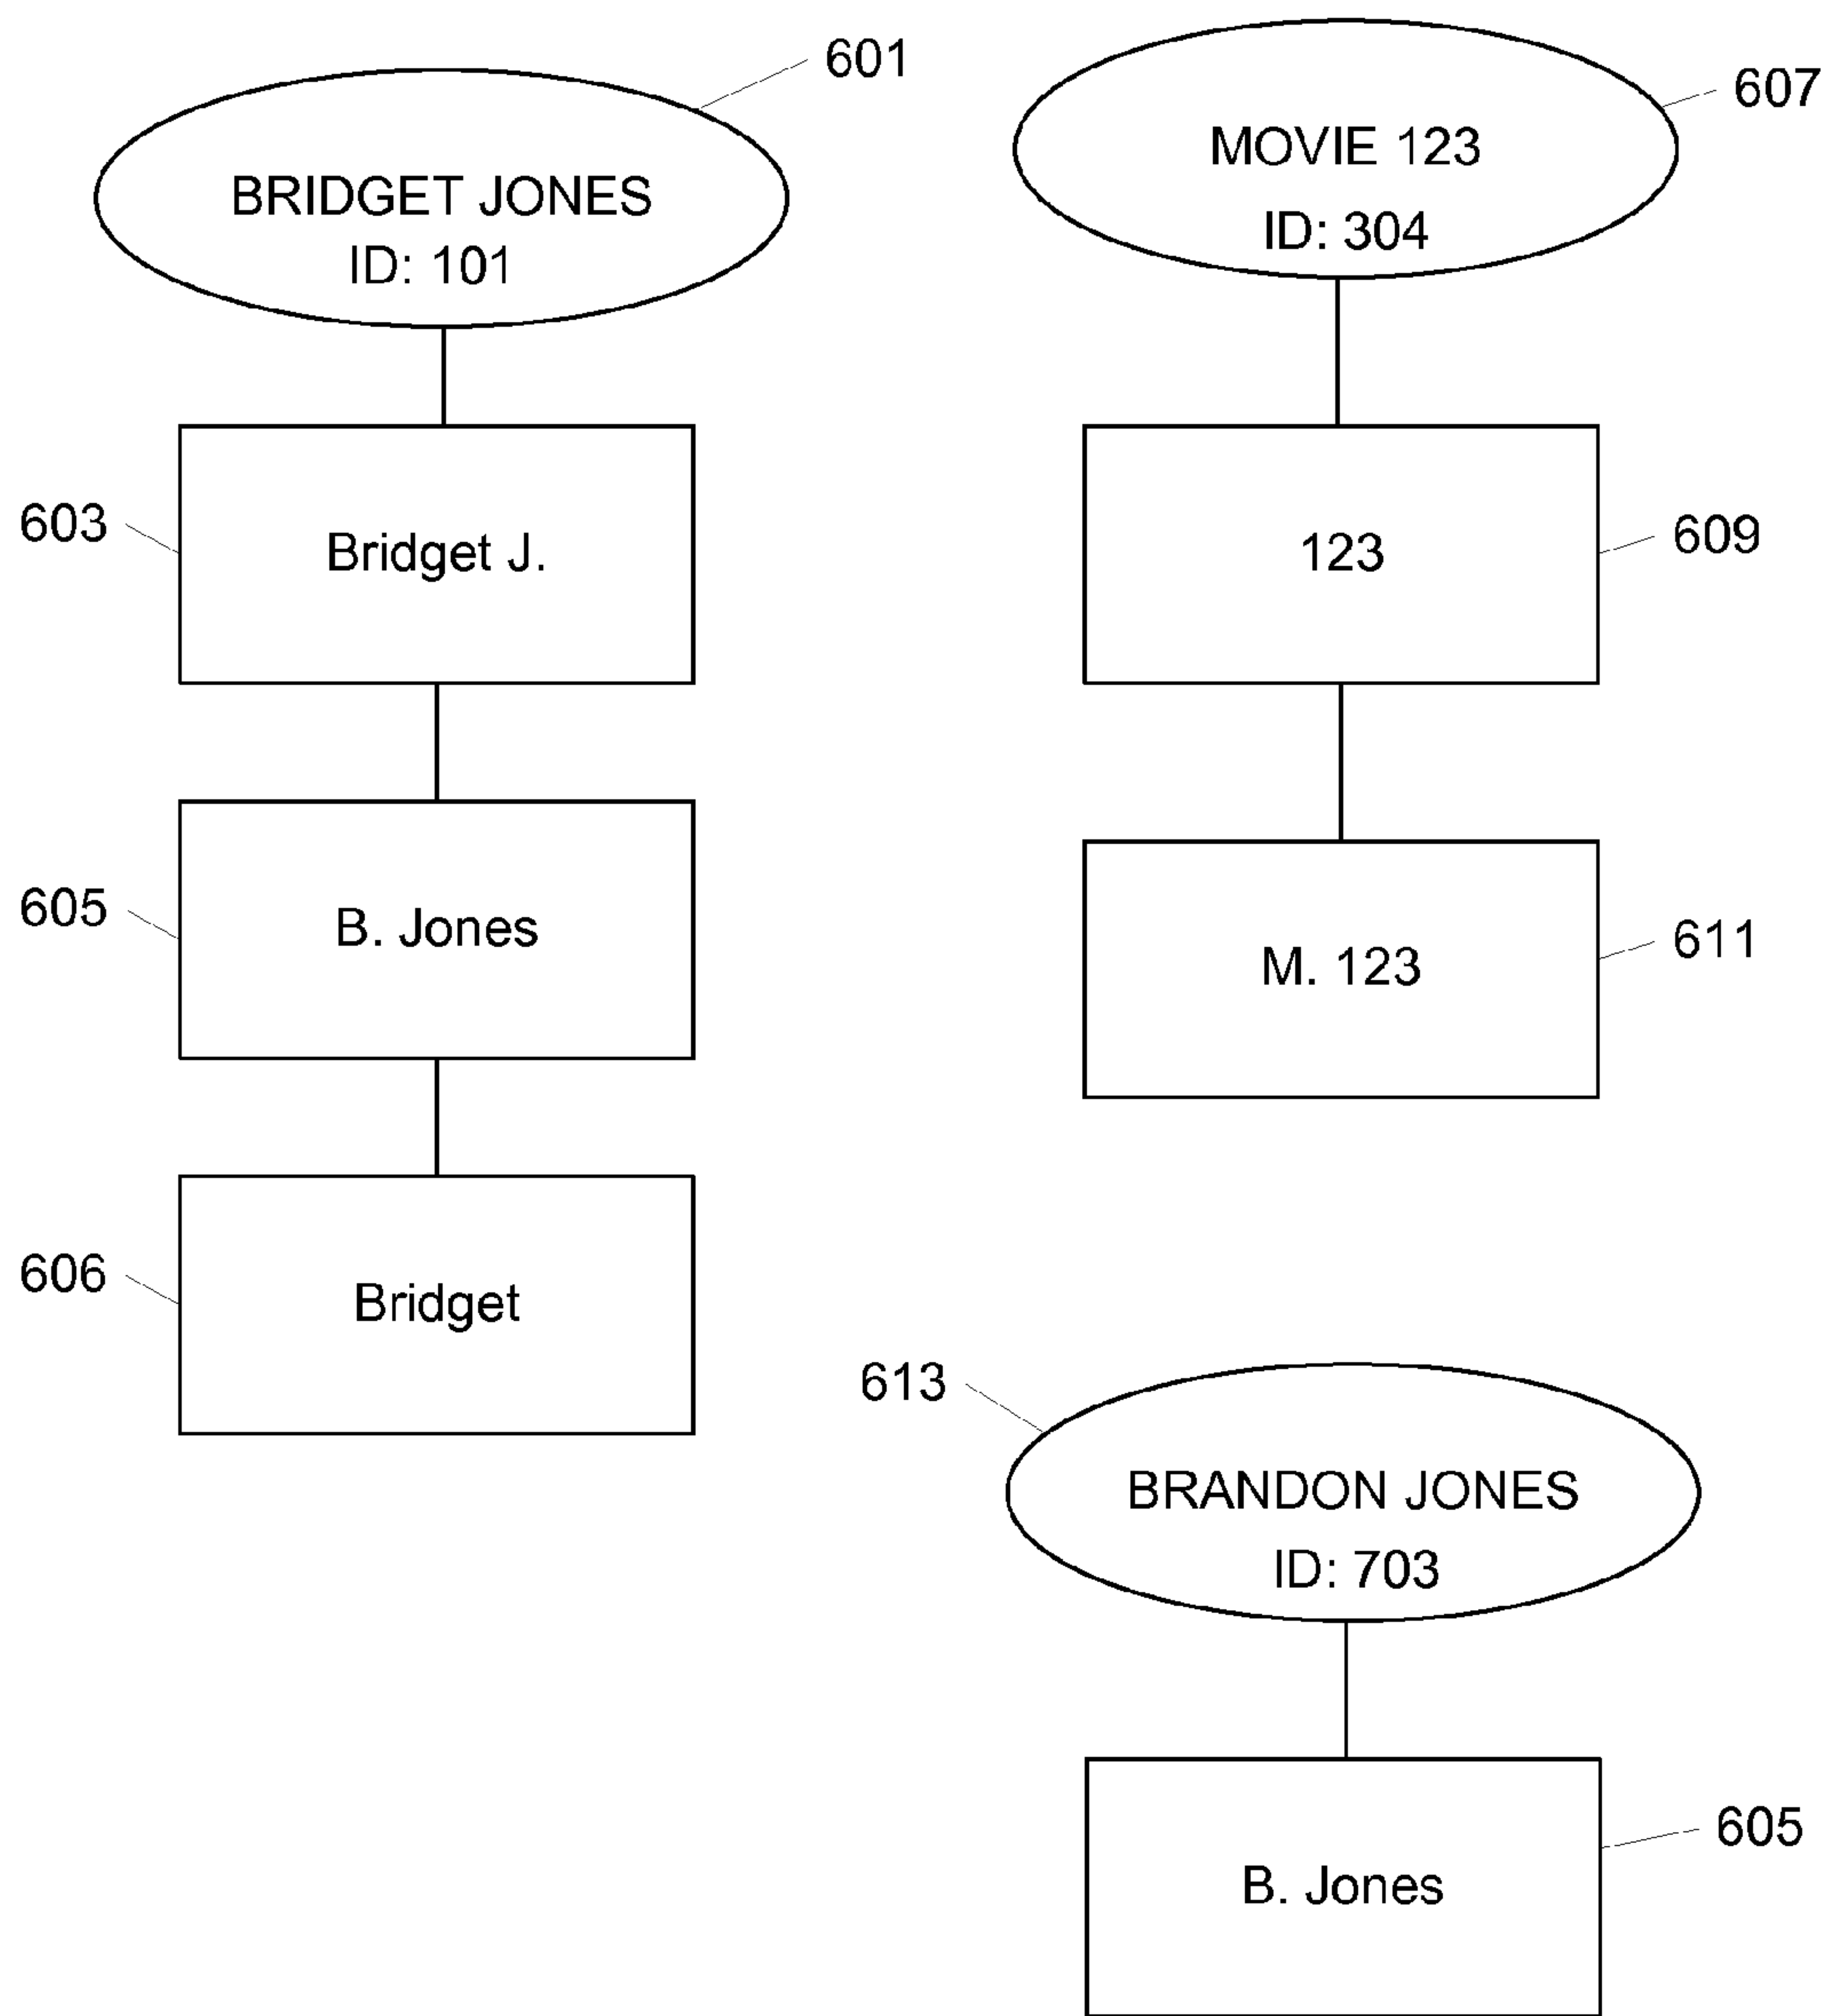 601
BRIDGET JONES
ID: 101
603
Bridget J.
605
B. Jones
606
Bridget
607
MOVIE 123
ID: 304
123
609
M. 123
611
613
BRANDON JONES
ID: 703
605
B. Jones